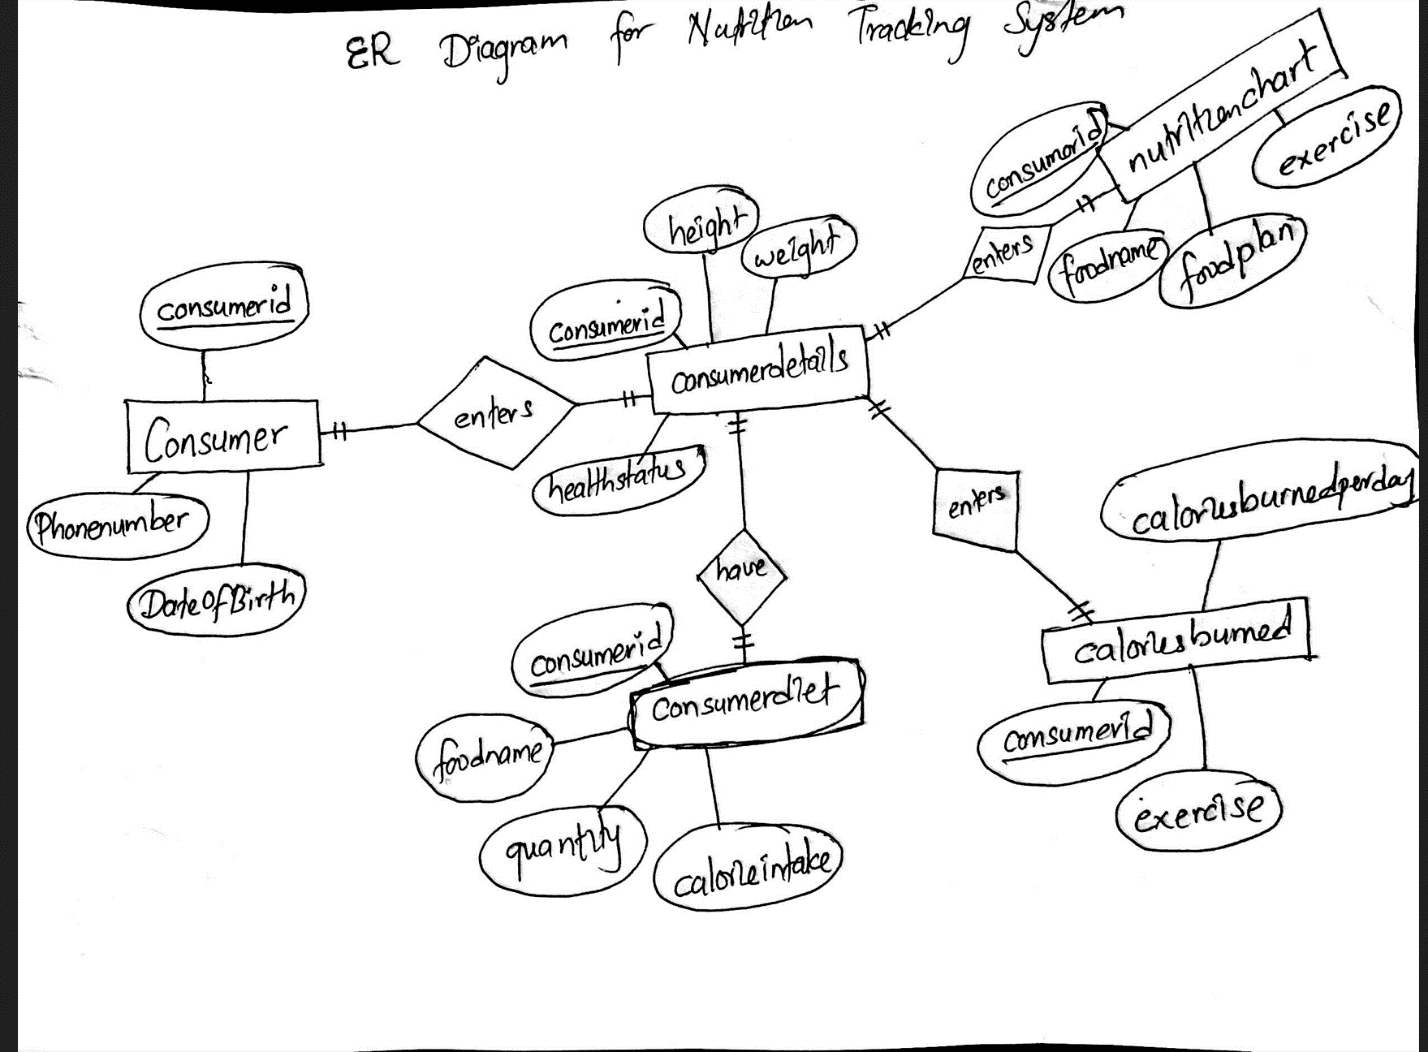 ER Diagram for Nutrition Tracking System
nutritionchart
consumerid
exercise
enters
foodname
foodplan
height
weight
consumerid
consumerdetails
healthstatus
consumerid
Consumer
enters
Phonenumber
DateOfBirth
enters
caloriesburnedperday
caloriesburned
consumerid
exercise
have
consumerid
Consumerdiet
foodname
quantity
calorieintake